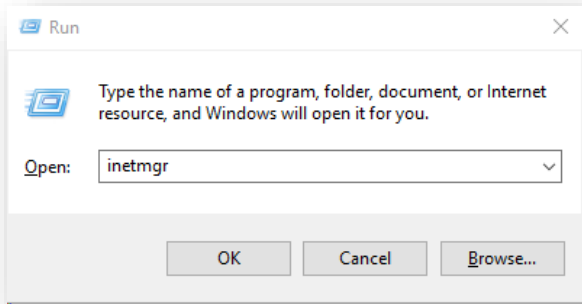 Run
Type the name of a program, folder, document, or Internet
resource, and Windows will open it for you.
Open: inetmgr
OK Cancel Browse...